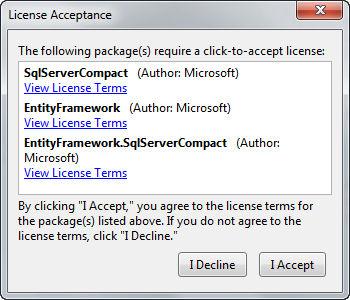 License Acceptance
The following package(s) require a click-to-accept license:
SqlServerCompact (Author: Microsoft)
View License Terms
EntityFramework (Author: Microsoft)
View License Terms
EntityFramework.SqlServerCompact (Author:
Microsoft)
View License Terms
By clicking "I Accept," you agree to the license terms for
the package(s) listed above. If you do not agree to the
license terms, click "I Decline."
I Decline I Accept